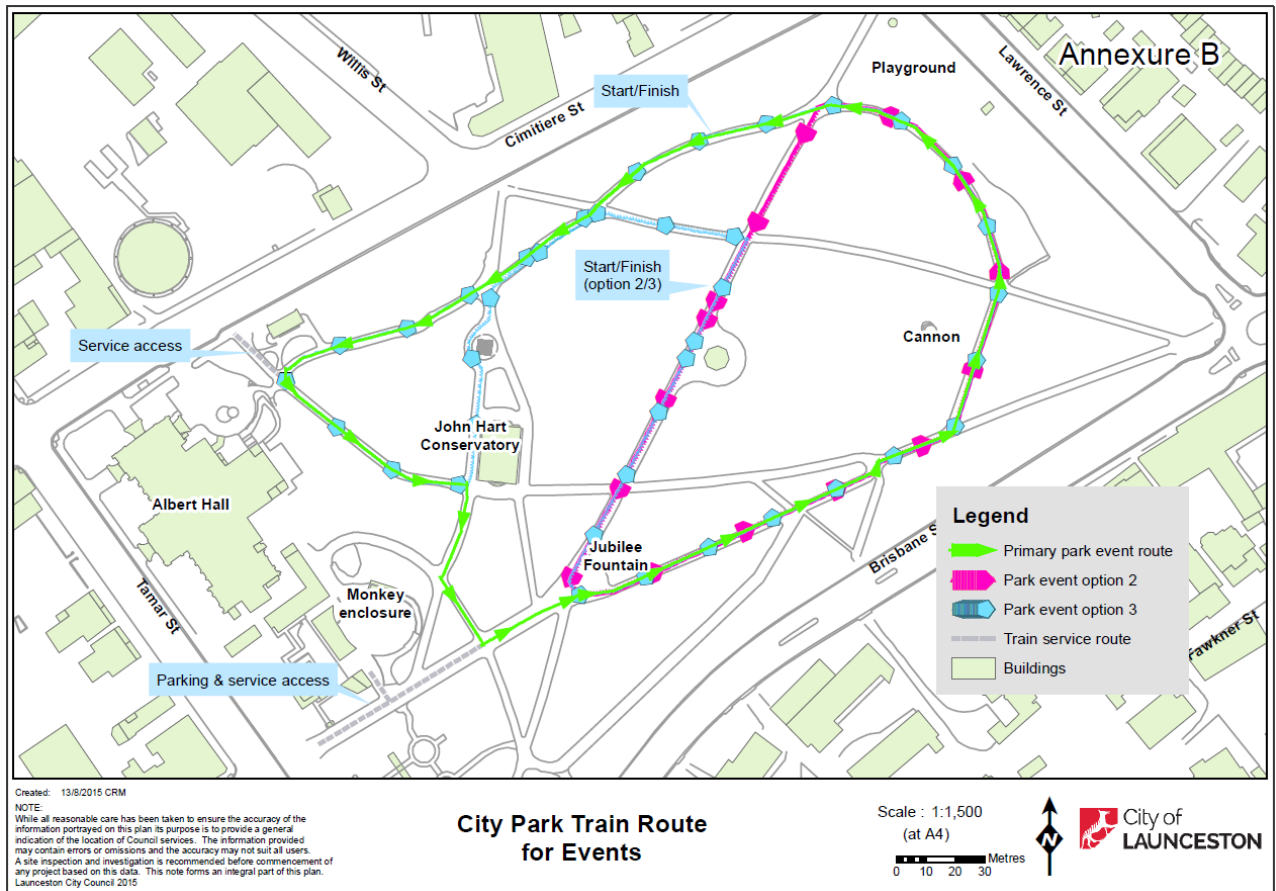 Annexure B
Playground
Lawrence St
Willis St
Start/Finish
Cimitiere St
Start/Finish
(option 2/3)
Service access
Cannon
John Hart
Conservatory
Albert Hall
Jubilee
Fountain
Brisbane S
Monkey
enclosure
Tamar St
Fawkner St
Parking & service access
Legend
Primary park event route
Park event option 2
Park event option 3
Train service route
Buildings
Created: 13/8/2015 CRM
NOTE:
While all reasonable care has been taken to ensure the accuracy of the
information portrayed on this plan its purpose is to provide a general
indication of the location of Council services. The information provided
may contain errors or omissions and the accuracy may not suit all users.
A site inspection and investigation is recommended before commencement of
any project based on this data. This note forms an integral part of this plan.
Launceston City Council 2015
City Park Train Route
for Events
Scale : 1:1,500
(at A4)
Metres
0 10 20 30
N
City of
LAUNCESTON